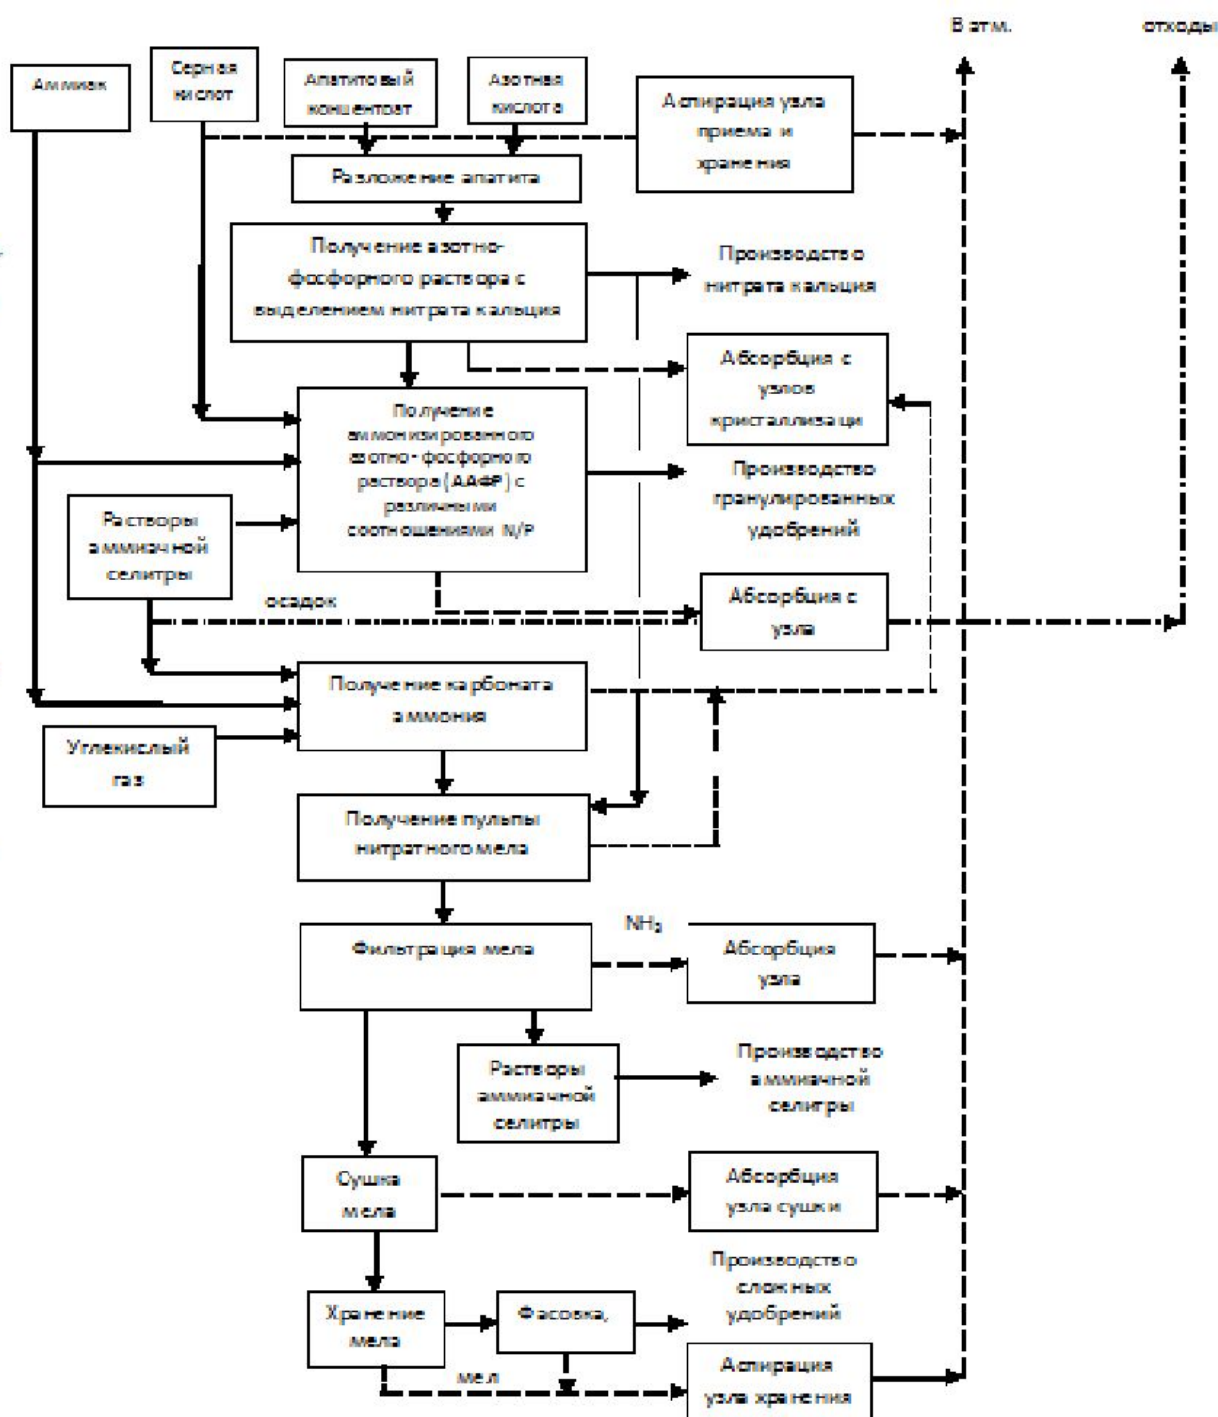 В атм.
отходы
Аммиак
Серная
кислот
Апатитовый
концентрат
Азотная
кислота
Аспирация узла
приема и
хранения
Разложение апатита
Получение азотно-
фосфорного раствора с
выделением нитрата кальция
Производство
нитрата кальция
Абсорбция с
узлов
кристаллизаци
Получение
аммонизированного
азотно-фосфорного
раствора (ААФР) с
различными
соотношениями N/P
Производство
гранулированных
удобрений
Растворы
аммиачной
селитры
осадок
Абсорбция с
узла
Получение карбоната
аммония
Углекислый
газ
Получение пульпы
нитратного мела
NH₃
Фильтрация мела
Абсорбция
узла
Растворы
аммиачной
селитры
Производство
аммиачной
селитры
Сушка
мела
Абсорбция
узла сушки
Производство
сложных
удобрений
Хранение
мела
Фасовка,
мел
Аспирация
узла хранения